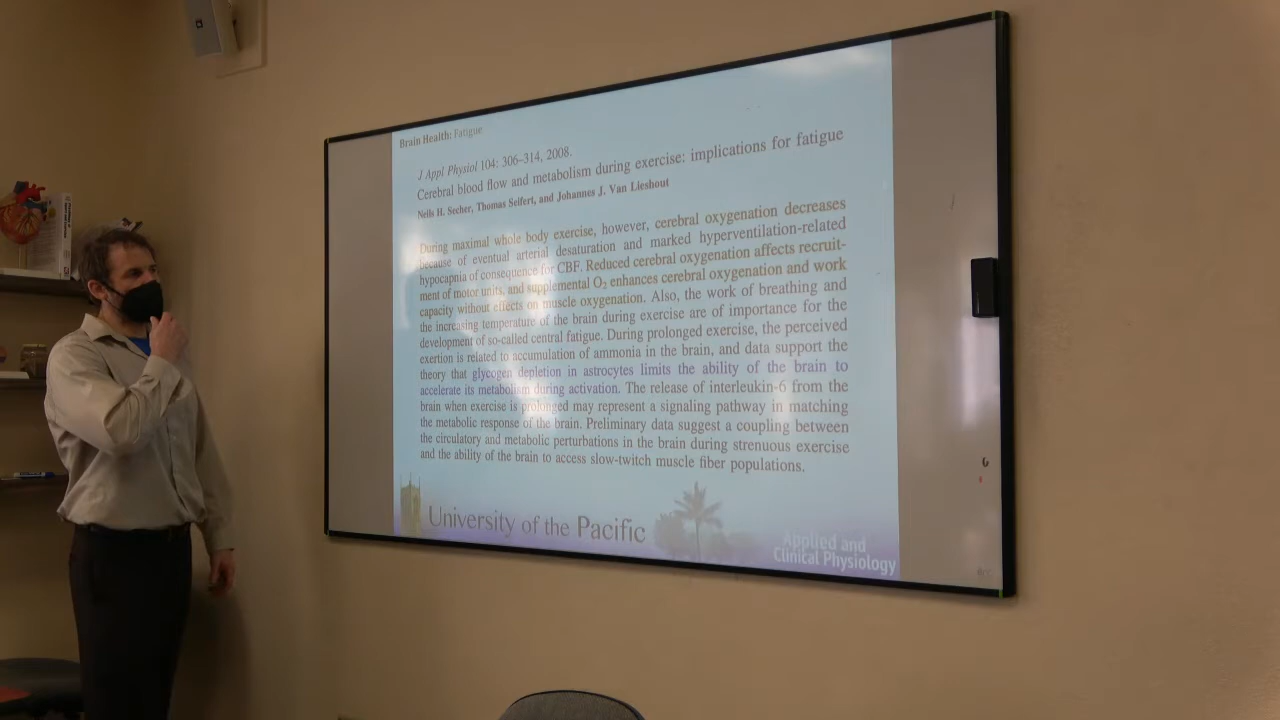 Brain Health: Fatigue
J Appl Physiol 104: 306–314, 2008.
Cerebral blood flow and metabolism during exercise: implications for fatigue
Neils H. Secher, Thomas Seifert, and Johannes J. Van Lieshout
During maximal whole body exercise, however, cerebral oxygenation decreases
because of eventual arterial desaturation and marked hyperventilation-related
hypocapnia of consequence for CBF. Reduced cerebral oxygenation affects recruit-
ment of motor units, and supplemental O₂ enhances cerebral oxygenation and work
capacity without effects on muscle oxygenation. Also, the work of breathing and
the increasing temperature of the brain during exercise are of importance for the
development of so-called central fatigue. During prolonged exercise, the perceived
exertion is related to accumulation of ammonia in the brain, and data support the
theory that glycogen depletion in astrocytes limits the ability of the brain to
accelerate its metabolism during activation. The release of interleukin-6 from the
brain when exercise is prolonged may represent a signaling pathway in matching
the metabolic response of the brain. Preliminary data suggest a coupling between
the circulatory and metabolic perturbations in the brain during strenuous exercise
and the ability of the brain to access slow-twitch muscle fiber populations.
University of the Pacific
Applied and
Clinical Physiology